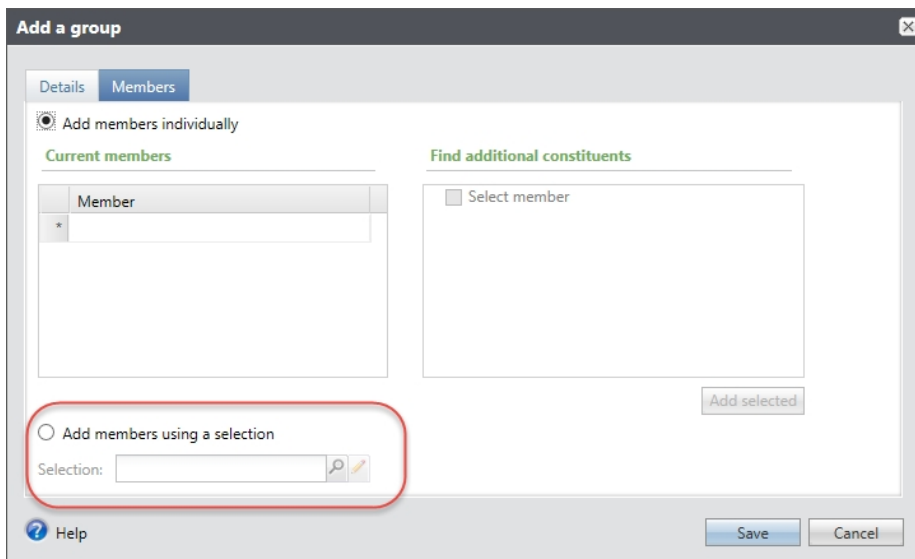 Add a group
Details Members
Add members individually
Current members
Find additional constituents
Member
*
Select member
Add selected
Add members using a selection
Selection:
? Help
Save Cancel